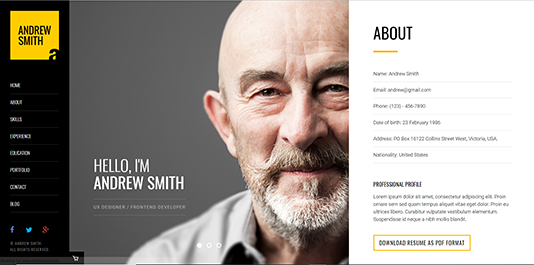 ANDREW
SMITH
a
HOME
ABOUT
SKILLS
EXPERIENCE
EDUCATION
PORTFOLIO
CONTACT
BLOG
© ANDREW SMITH
ALL RIGHTS RESERVED
HELLO, I'M
ANDREW SMITH
UX DESIGNER / FRONTEND DEVELOPER
ABOUT
Name: Andrew Smith
Email: andrew@gmail.com
Phone: (123) - 456-7890
Date of birth: 23 February 1986
Address: PO Box 16122 Collins Street West, Victoria, USA.
Nationality: United States
PROFESSIONAL PROFILE
Lorem ipsum dolor sit amet, consectetur adipiscing elit. Proin
ornare sem sed quam tempus aliquet vitae eget dolor. Proin eu
ultrices libero. Curabitur vulputate vestibulum elementum.
Suspendisse id neque a nibh mollis blandit.
DOWNLOAD RESUME AS PDF FORMAT